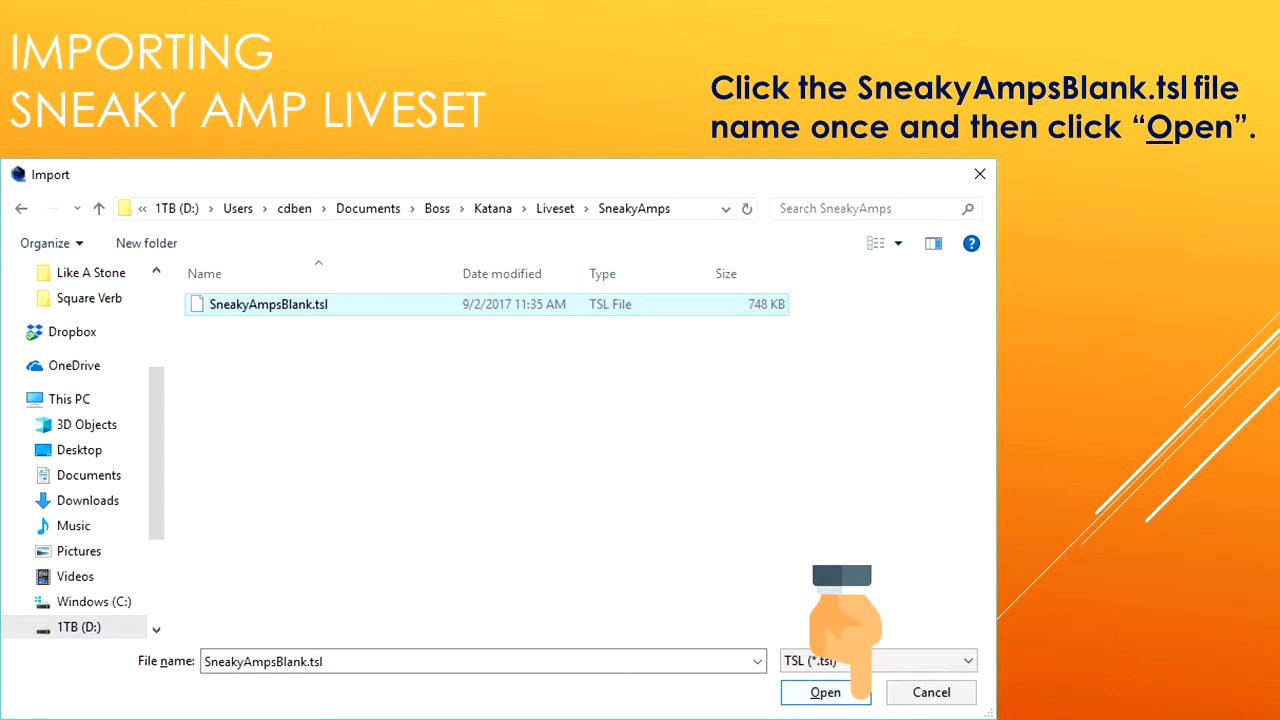 IMPORTING
SNEAKY AMP LIVESET
Click the SneakyAmpsBlank.tsl file
name once and then click “Open”.
Import
« 1TB (D:) › Users › cdben › Documents › Boss › Katana › Liveset › SneakyAmps
Search SneakyAmps
Organize
New folder
?
Name
Date modified
Type
Size
SneakyAmpsBlank.tsl
9/2/2017 11:35 AM
TSL File
748 KB
Like A Stone
Square Verb
Dropbox
OneDrive
This PC
3D Objects
Desktop
Documents
Downloads
Music
Pictures
Videos
Windows (C:)
1TB (D:)
File name:
SneakyAmpsBlank.tsl
TSL (*.tsl)
Open
Cancel